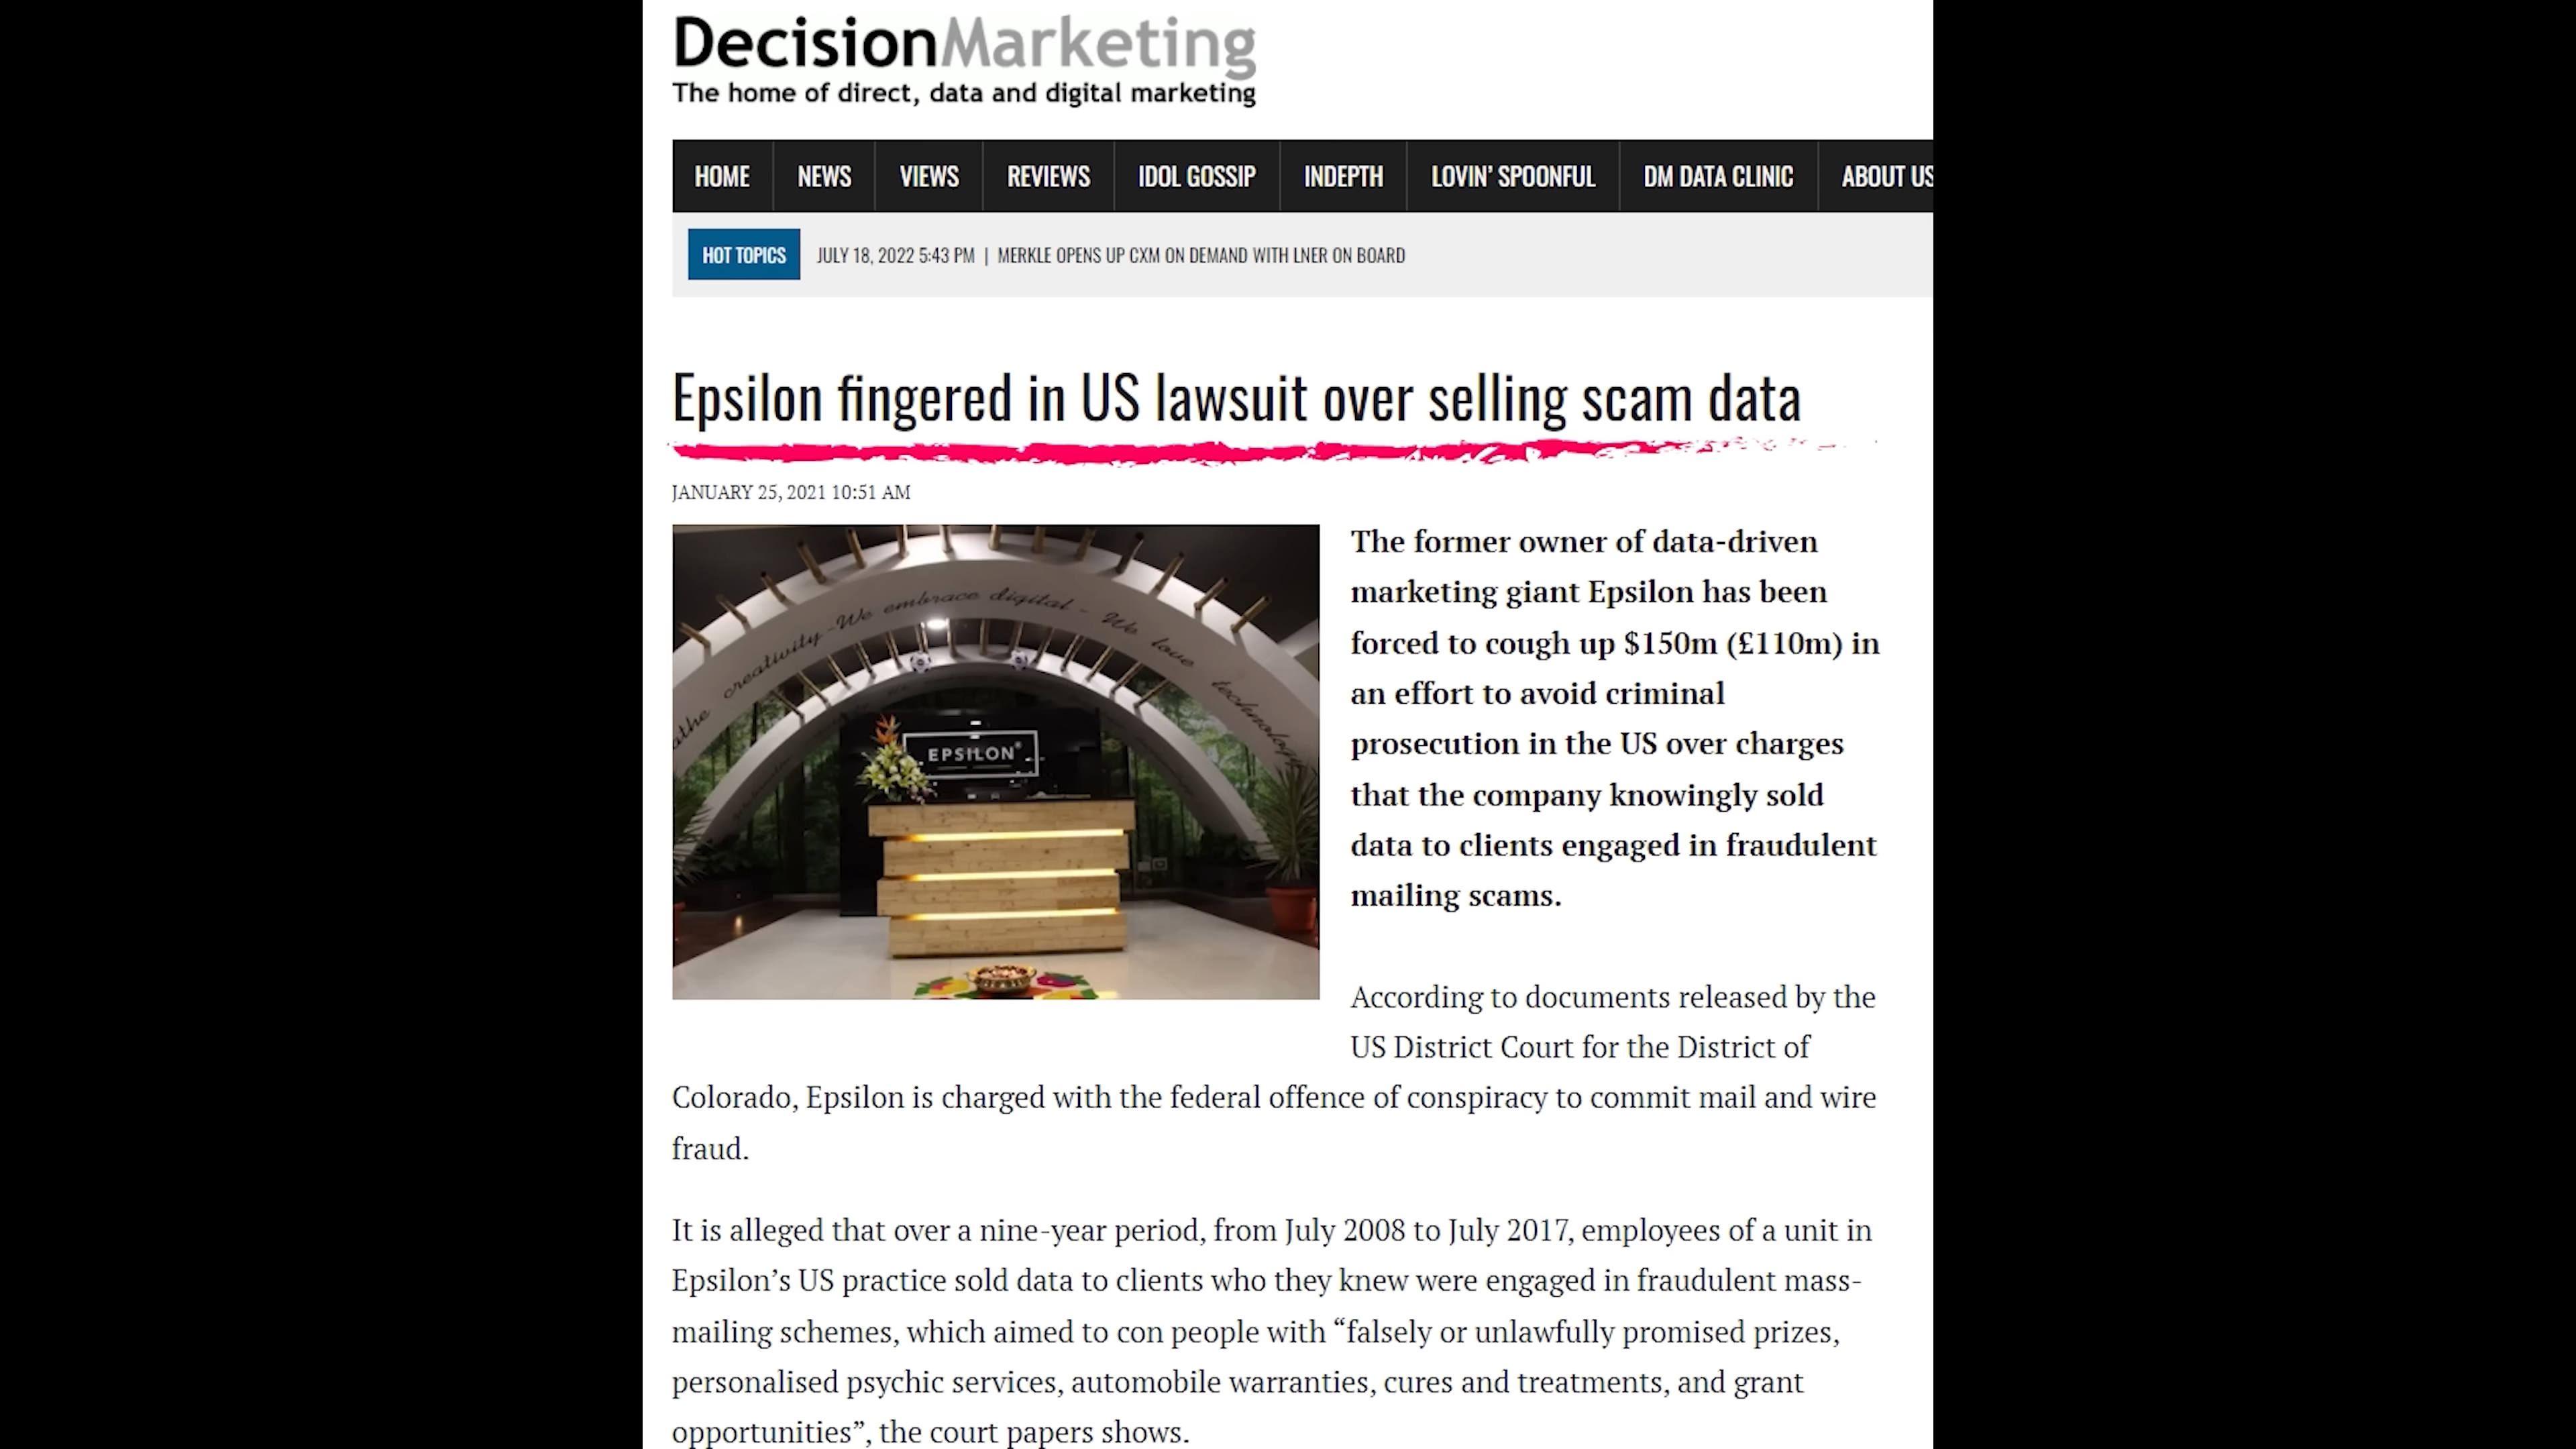 DecisionMarketing
The home of direct, data and digital marketing
HOME NEWS VIEWS REVIEWS IDOL GOSSIP INDEPTH LOVIN' SPOONFUL DM DATA CLINIC ABOUT US
HOT TOPICS JULY 18, 2022 5:43 PM | MERKLE OPENS UP CXM ON DEMAND WITH LNER ON BOARD
Epsilon fingered in US lawsuit over selling scam data
JANUARY 25, 2021 10:51 AM
creativity - We embrace digital - We love technology
EPSILON®
The former owner of data-driven
marketing giant Epsilon has been
forced to cough up $150m (£110m) in
an effort to avoid criminal
prosecution in the US over charges
that the company knowingly sold
data to clients engaged in fraudulent
mailing scams.
According to documents released by the
US District Court for the District of
Colorado, Epsilon is charged with the federal offence of conspiracy to commit mail and wire
fraud.
It is alleged that over a nine-year period, from July 2008 to July 2017, employees of a unit in
Epsilon’s US practice sold data to clients who they knew were engaged in fraudulent mass-
mailing schemes, which aimed to con people with “falsely or unlawfully promised prizes,
personalised psychic services, automobile warranties, cures and treatments, and grant
opportunities”, the court papers shows.